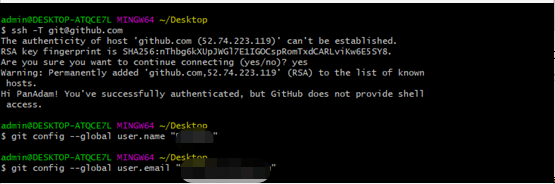 admin@DESKTOP-ATQCE7L MINGW64 ~/Desktop
$ ssh -T git@github.com
The authenticity of host 'github.com (52.74.223.119)' can't be established.
RSA key fingerprint is SHA256:nThbg6kXUpJWGl7E1IGOCspRomTxdCARLviKw6E5SY8.
Are you sure you want to continue connecting (yes/no)? yes
Warning: Permanently added 'github.com,52.74.223.119' (RSA) to the list of known
hosts.
Hi PanAdam! You've successfully authenticated, but GitHub does not provide shell
access.
admin@DESKTOP-ATQCE7L MINGW64 ~/Desktop
$ git config --global user.name "
"
admin@DESKTOP-ATQCE7L MINGW64 ~/Desktop
$ git config --global user.email "
"